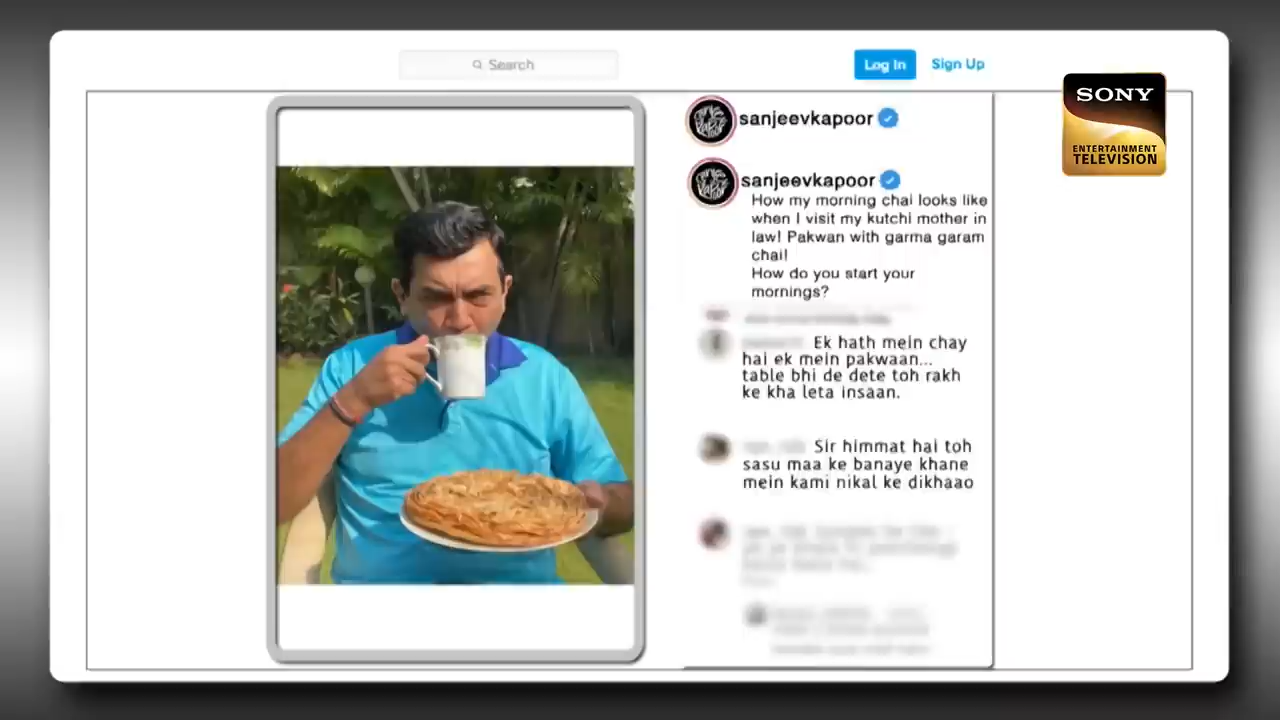 Search
Log In
Sign Up
SONY
ENTERTAINMENT
TELEVISION
sanjeevkapoor
sanjeevkapoor
How my morning chai looks like
when I visit my kutchi mother in
law! Pakwan with garma garam
chai!
How do you start your
mornings?
Ek hath mein chay
hai ek mein pakwaan...
table bhi de dete toh rakh
ke kha leta insaan.
Sir himmat hai toh
sasu maa ke banaye khane
mein kami nikal ke dikhaao